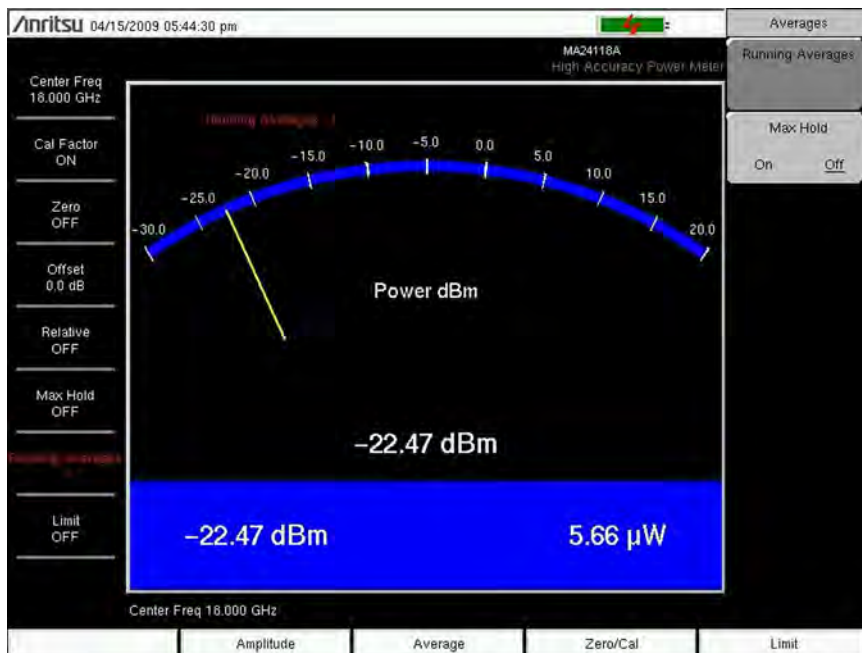 Anritsu 04/15/2009 05:44:30 pm
Averages
MA24118A
High Accuracy Power Meter
Running Averages
Max Hold
On Off
Center Freq
18.000 GHz
Cal Factor
ON
Zero
OFF
Offset
0.0 dB
Relative
OFF
Max Hold
OFF
Limit
OFF
Running Averages
-30.0
-25.0
-20.0
-15.0
-10.0
-5.0
0.0
5.0
10.0
15.0
20.0
Power dBm
-22.47 dBm
-22.47 dBm 5.66 µW
Center Freq 18.000 GHz
Amplitude
Average
Zero/Cal
Limit